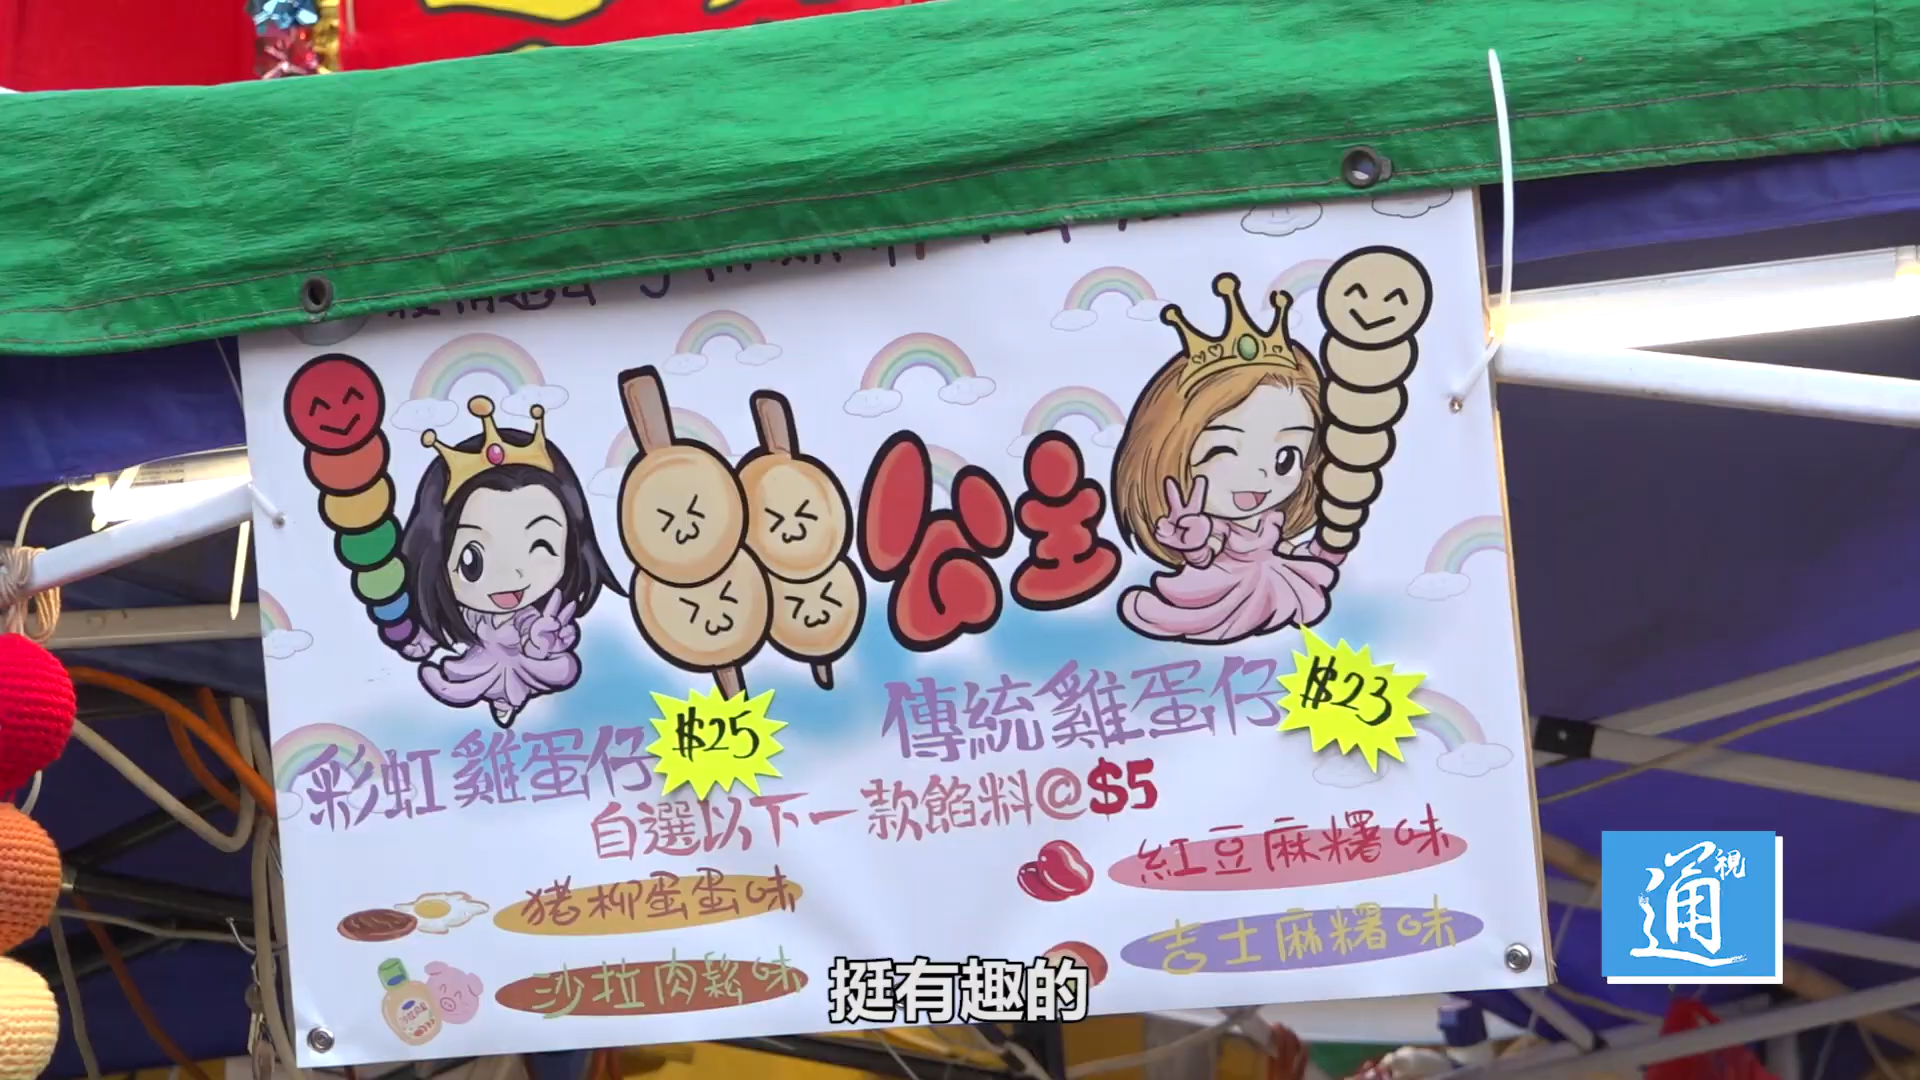 公主
彩虹雞蛋仔 $25
傳統雞蛋仔 $23
自選以下一款餡料@$5
猪柳蛋蛋味
紅豆麻糬味
沙拉肉鬆味
吉士麻糬味
挺有趣的
通視